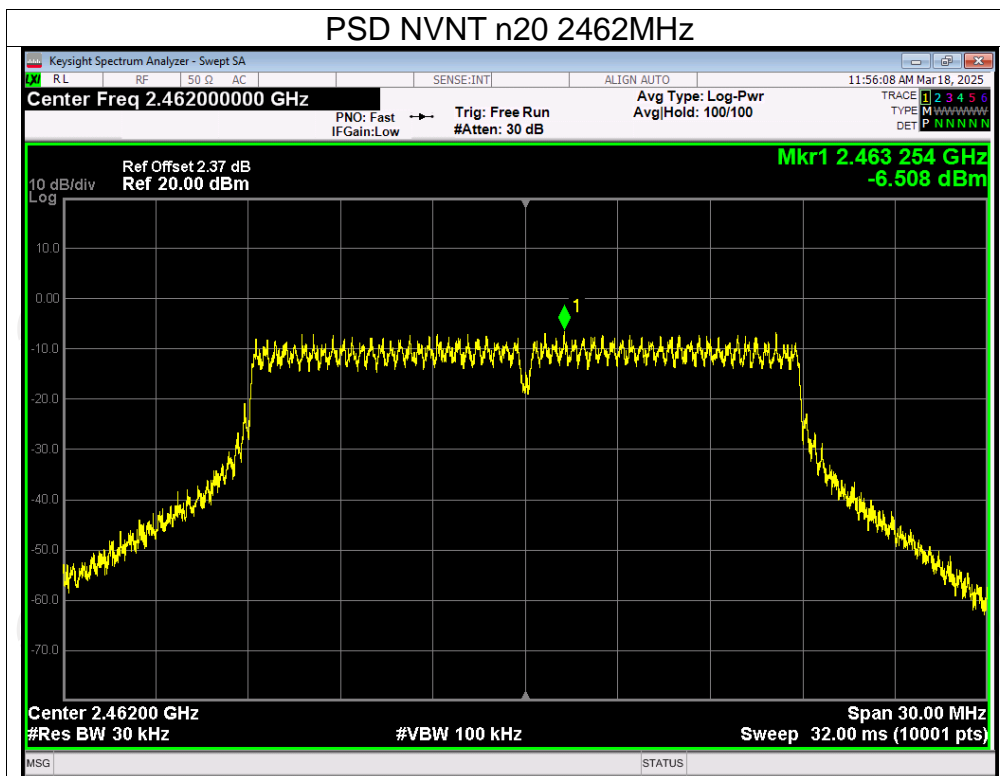 PSD NVNT n20 2462MHz
Keysight Spectrum Analyzer - Swept SA
LXI RL RF 50 Ω AC SENSE:INT ALIGN AUTO 11:56:08 AM Mar 18, 2025
Center Freq 2.462000000 GHz
PNO: Fast
IFGain:Low
Trig: Free Run
#Atten: 30 dB
Avg Type: Log-Pwr
Avg|Hold: 100/100
TRACE 1 2 3 4 5 6
TYPE M WWWWW
DET P N N N N N
Mkr1 2.463 254 GHz
-6.508 dBm
Ref Offset 2.37 dB
10 dB/div Ref 20.00 dBm
Log
10.0
0.00
1
-10.0
-20.0
-30.0
-40.0
-50.0
-60.0
-70.0
Center 2.46200 GHz Span 30.00 MHz
#Res BW 30 kHz #VBW 100 kHz Sweep 32.00 ms (10001 pts)
MSG STATUS